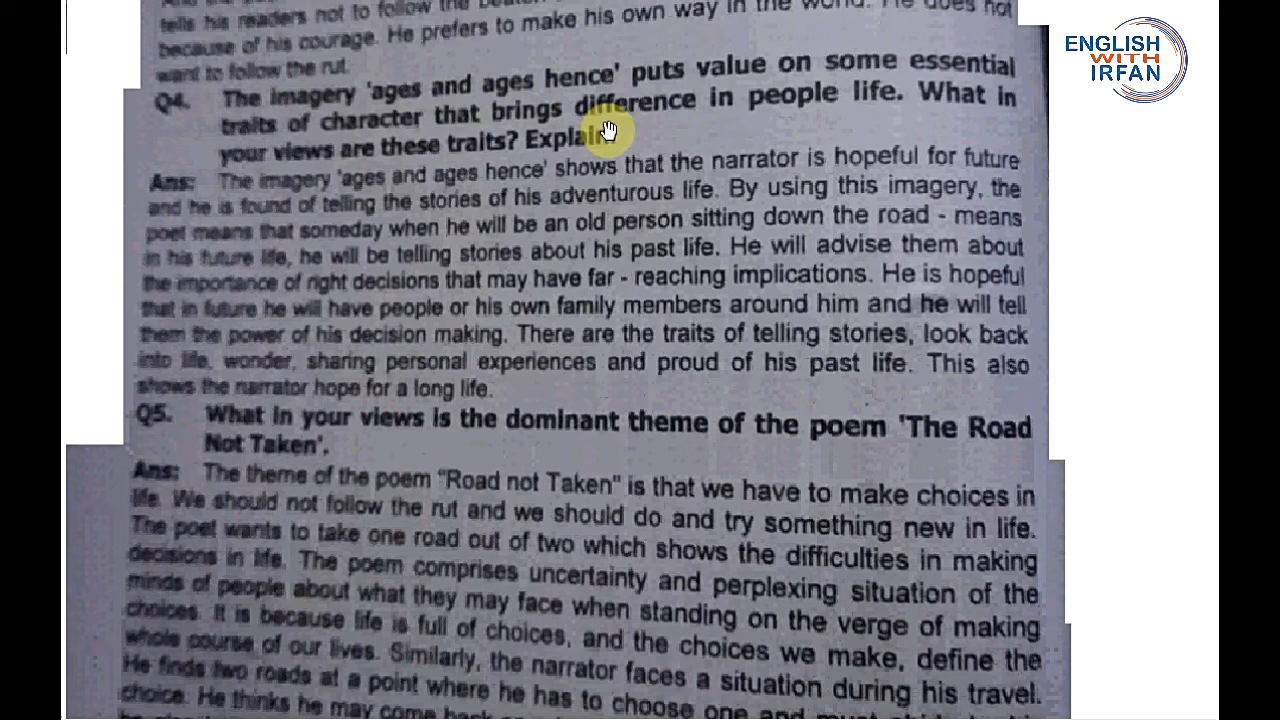 tells his readers not to follow the
because of his courage. He prefers to make his own way in the world. He does not
want to follow the rut.
ENGLISH
WITH
IRFAN
Q4. The imagery 'ages and ages hence' puts value on some essential
traits of character that brings difference in people life. What in
your views are these traits? Explain.
Ans: The imagery 'ages and ages hence' shows that the narrator is hopeful for future
and he is found of telling the stories of his adventurous life. By using this imagery, the
poet means that someday when he will be an old person sitting down the road - means
in his future life, he will be telling stories about his past life. He will advise them about
the importance of right decisions that may have far - reaching implications. He is hopeful
that in future he will have people or his own family members around him and he will tell
them the power of his decision making. There are the traits of telling stories, look back
into life, wonder, sharing personal experiences and proud of his past life. This also
shows the narrator hope for a long life.
Q5. What in your views is the dominant theme of the poem 'The Road
Not Taken'.
Ans: The theme of the poem "Road not Taken" is that we have to make choices in
life. We should not follow the rut and we should do and try something new in life.
The poet wants to take one road out of two which shows the difficulties in making
decisions in life. The poem comprises uncertainty and perplexing situation of the
minds of people about what they may face when standing on the verge of making
choices. It is because life is full of choices, and the choices we make, define the
whole course of our lives. Similarly, the narrator faces a situation during his travel.
He finds two roads at a point where he has to choose one and must
choice. He thinks he may come back